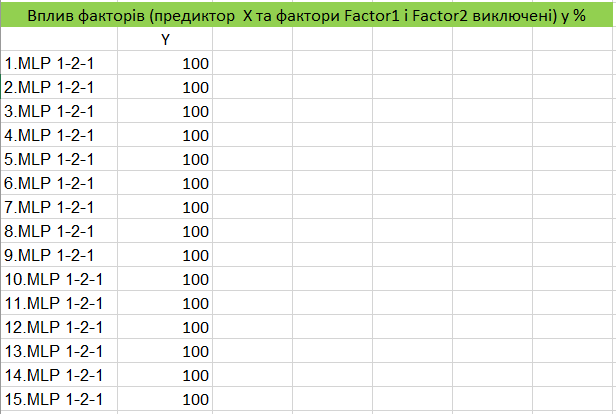 Вплив факторів (предиктор X та фактори Factor1 і Factor2 виключені) у %
Y
1.MLP 1-2-1 100
2.MLP 1-2-1 100
3.MLP 1-2-1 100
4.MLP 1-2-1 100
5.MLP 1-2-1 100
6.MLP 1-2-1 100
7.MLP 1-2-1 100
8.MLP 1-2-1 100
9.MLP 1-2-1 100
10.MLP 1-2-1 100
11.MLP 1-2-1 100
12.MLP 1-2-1 100
13.MLP 1-2-1 100
14.MLP 1-2-1 100
15.MLP 1-2-1 100